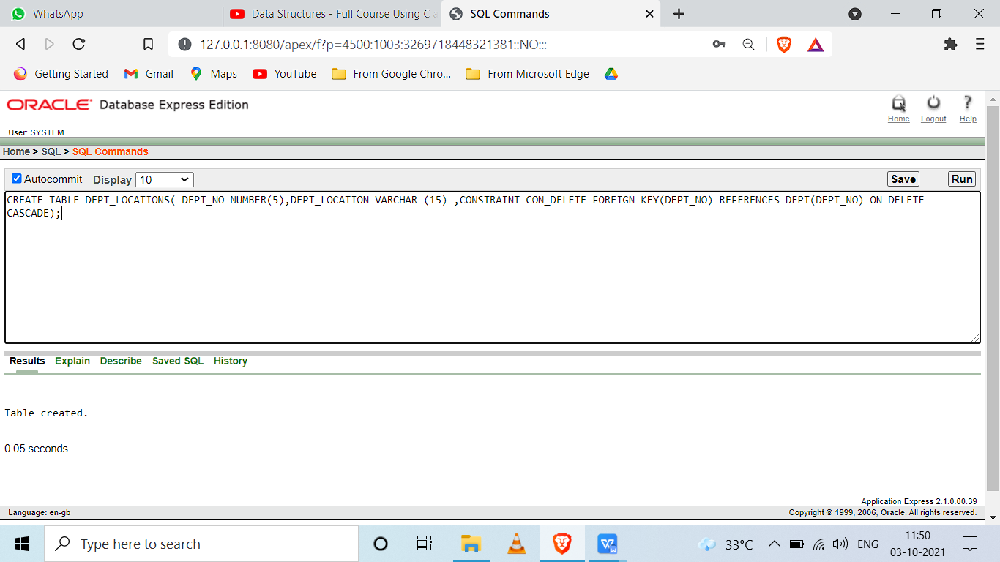 WhatsApp
Data Structures - Full Course Using C a
SQL Commands
127.0.0.1:8080/apex/f?p=4500:1003:3269718448321381::NO:::
Getting Started
Gmail
Maps
YouTube
From Google Chro...
From Microsoft Edge
ORACLE Database Express Edition
Home
Logout
? Help
User: SYSTEM
Home > SQL > SQL Commands
Autocommit Display 10
Save
Run
CREATE TABLE DEPT_LOCATIONS( DEPT_NO NUMBER(5),DEPT_LOCATION VARCHAR (15) ,CONSTRAINT CON_DELETE FOREIGN KEY(DEPT_NO) REFERENCES DEPT(DEPT_NO) ON DELETE
CASCADE);
Results Explain Describe Saved SQL History
Table created.
0.05 seconds
Application Express 2.1.0.00.39
Language: en-gb
Copyright © 1999, 2006, Oracle. All rights reserved.
Type here to search
33°C
ENG
11:50
03-10-2021